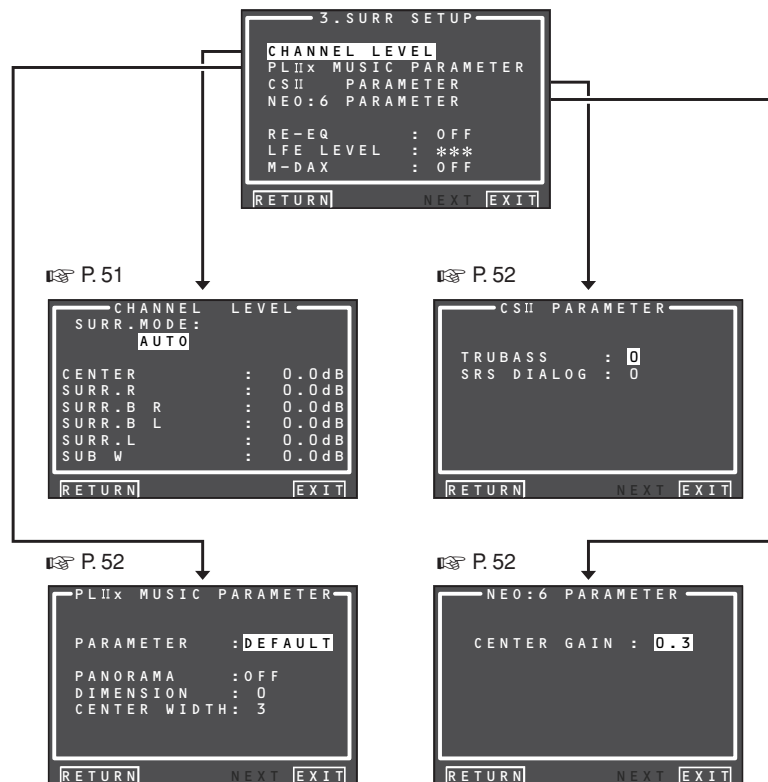 3.SURR SETUP
CHANNEL LEVEL
PLIIx MUSIC PARAMETER
CSII PARAMETER
NEO:6 PARAMETER
RE-EQ : OFF
LFE LEVEL : ***
M-DAX : OFF
RETURN NEXT EXIT
☞ P. 51
CHANNEL LEVEL
SURR.MODE:
AUTO
CENTER : 0.0dB
SURR.R : 0.0dB
SURR.B R : 0.0dB
SURR.B L : 0.0dB
SURR.L : 0.0dB
SUB W : 0.0dB
RETURN EXIT
☞ P. 52
CSII PARAMETER
TRUBASS : 0
SRS DIALOG : 0
RETURN NEXT EXIT
☞ P. 52
PLIIx MUSIC PARAMETER
PARAMETER :DEFAULT
PANORAMA :OFF
DIMENSION : 0
CENTER WIDTH: 3
RETURN NEXT EXIT
☞ P. 52
NEO:6 PARAMETER
CENTER GAIN : 0.3
RETURN NEXT EXIT